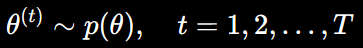 θ^(t) ∼ p(θ), t = 1, 2, …, T